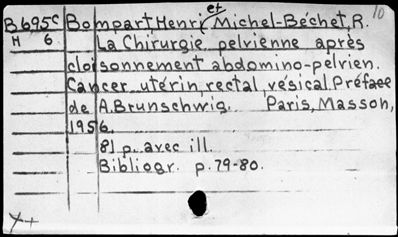 10
et
B695c Bompart Henri, Michel-Béchet, R.
H 6 La Chirurgie pelvienne après
cloisonnement abdomino-pelvien.
Cancer utérin, rectal, vésical. Préface
de A. Brunschwig. Paris, Masson,
1956.
81 p. avec ill.
Bibliogr. p. 79-80.